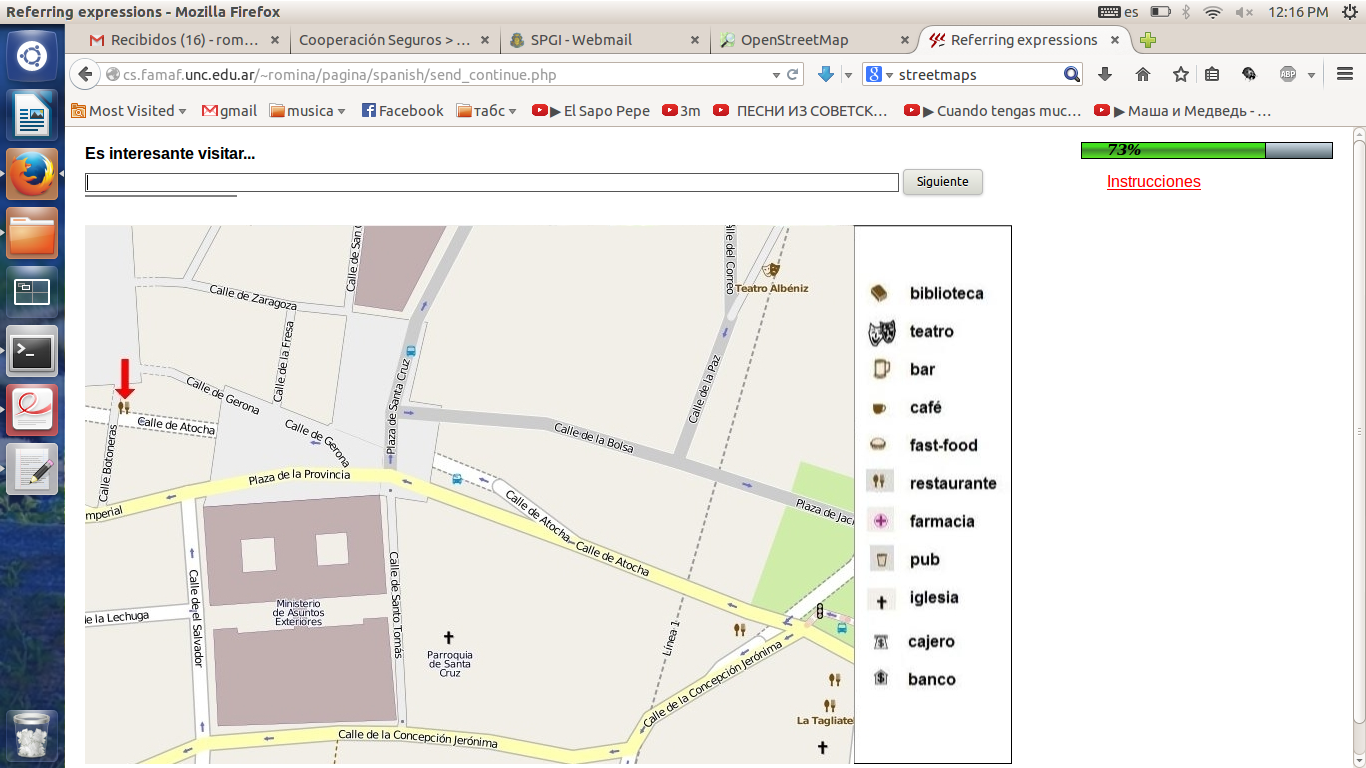 Referring expressions - Mozilla Firefox
es
12:16 PM
Recibidos (16) - rom...
Cooperación Seguros > ...
SPGI - Webmail
OpenStreetMap
Referring expressions
cs.famaf.unc.edu.ar/~romina/pagina/spanish/send_continue.php
streetmaps
ABP
Most Visited
gmail
musica
Facebook
табс
▶ El Sapo Pepe
3m
ПЕСНИ ИЗ СОВЕТСК...
▶ Cuando tengas muc...
▶ Маша и Медведь - ...
Es interesante visitar...
73%
Siguiente
Instrucciones
Calle de San
lle del Correo
Teatro Albéniz
Calle de Zaragoza
Calle de la Fresa
Calle de Gerona
Plaza de Santa Cruz
Calle de la Paz
Calle de Atocha
Calle de Gerona
Calle de la Bolsa
Calle Botoneras
Plaza de la Provincia
mperial
Calle de Atocha
Plaza de Jaci
Calle de Atocha
Calle de Santo Tomás
Calle del Salvador
Ministerio
de Asuntos
Exteriores
de la Lechuga
Línea 1
Parroquia
de Santa
Cruz
Calle de la Concepción Jerónima
La Tagliatel
Calle de la Concepción Jerónima
biblioteca
teatro
bar
café
fast-food
restaurante
farmacia
pub
iglesia
cajero
banco